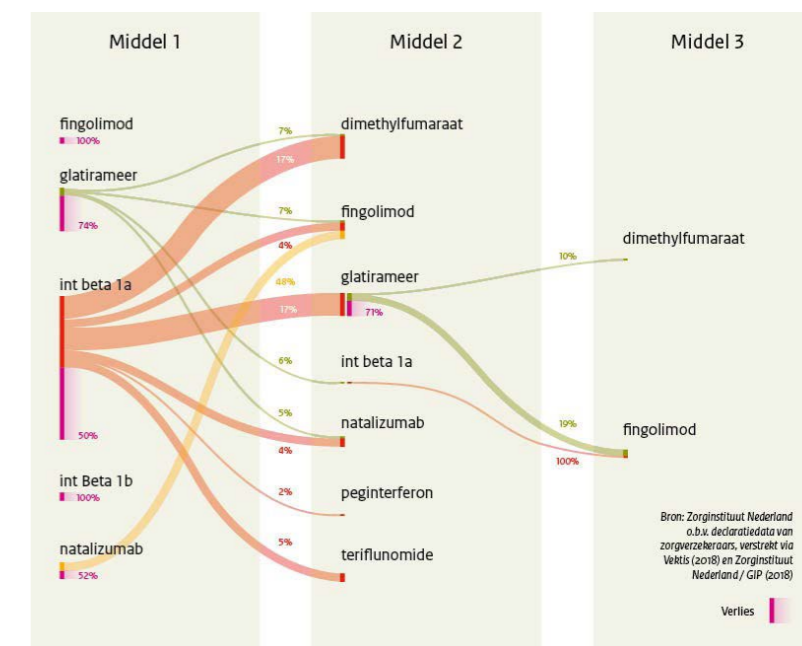 Middel 1
Middel 2
Middel 3
fingolimod
100%
glatirameer
74%
int beta 1a
50%
int Beta 1b
100%
natalizumab
52%
7%
17%
7%
4%
48%
17%
6%
5%
4%
2%
5%
dimethylfumaraat
fingolimod
glatirameer
71%
int beta 1a
natalizumab
peginterferon
teriflunomide
10%
19%
100%
dimethylfumaraat
fingolimod
Bron: Zorginstituut Nederland
o.b.v. declaratiedata van
zorgverzekeraars, verstrekt via
Vektis (2018) en Zorginstituut
Nederland / GIP (2018)
Verlies